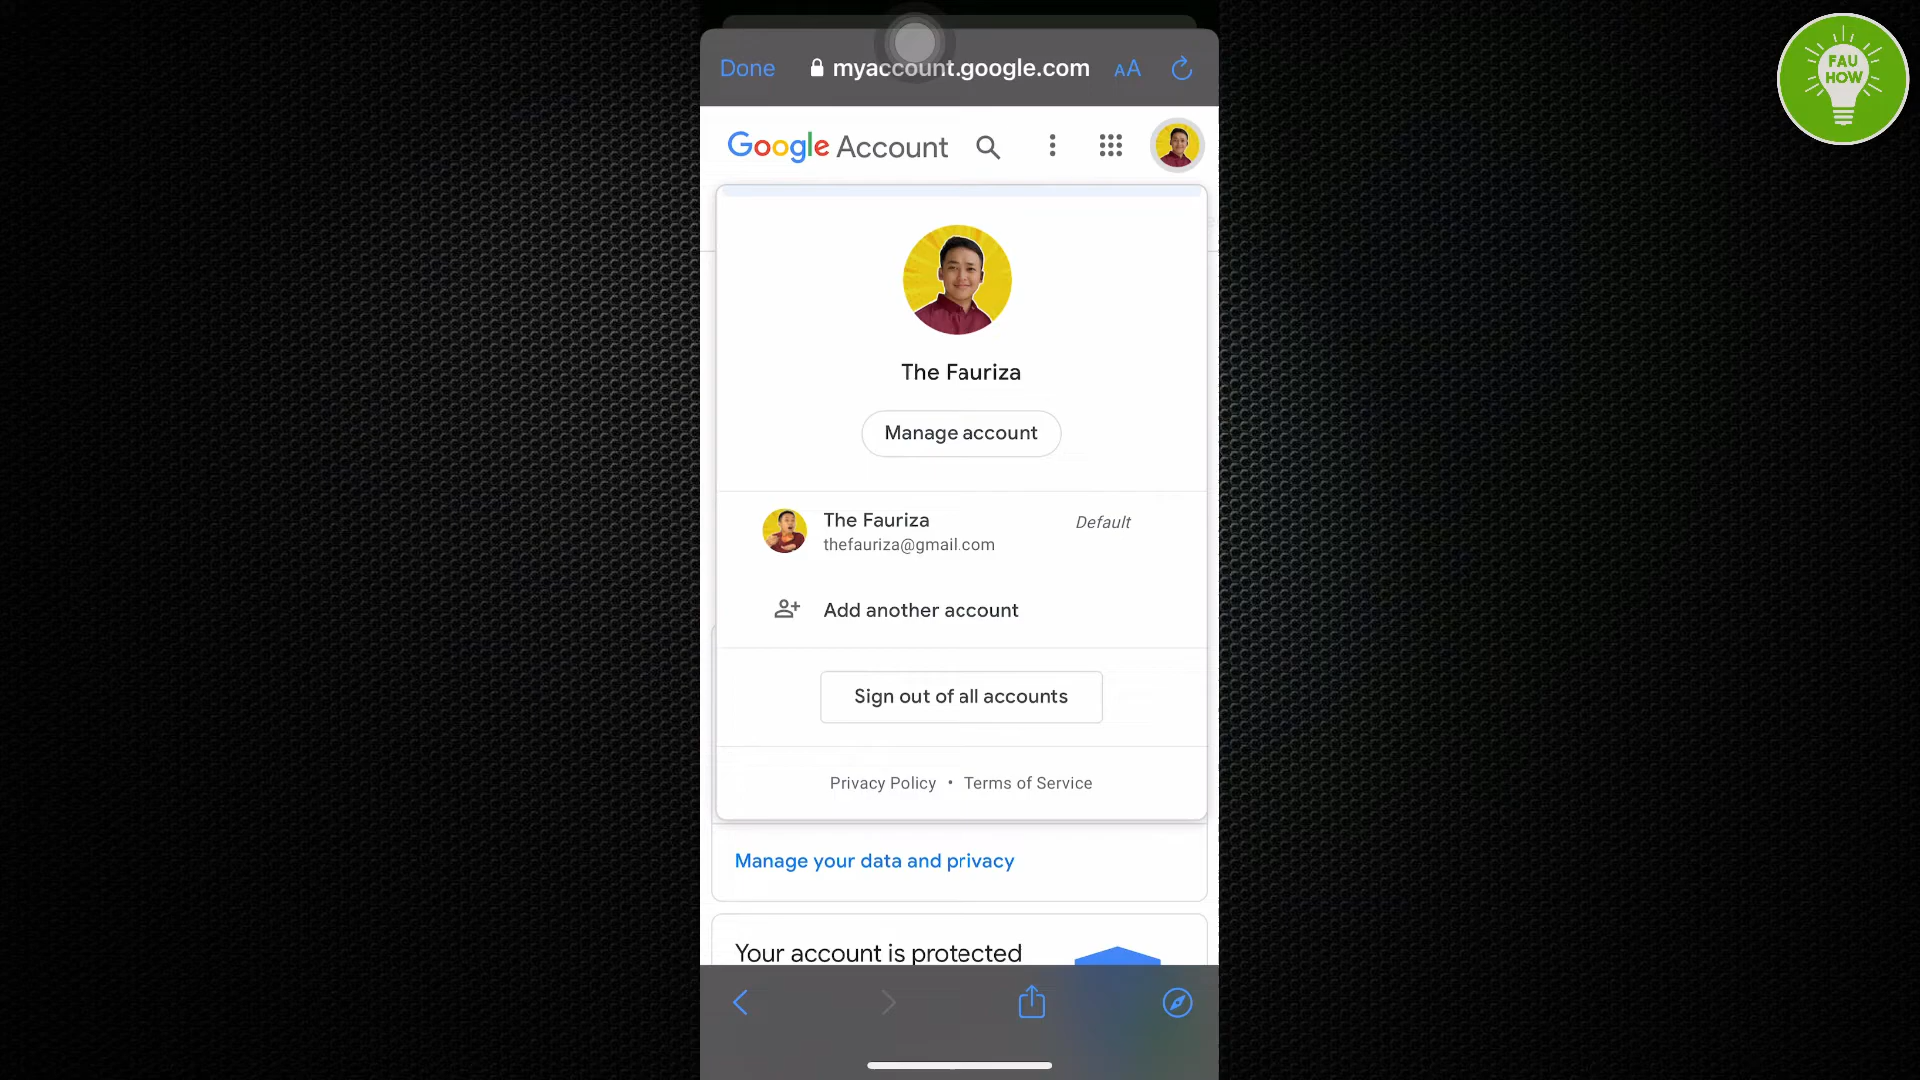 FAU
HOW
Done
myaccount.google.com
AA
Google Account
The Fauriza
Manage account
The Fauriza
Default
thefauriza@gmail.com
Add another account
Sign out of all accounts
Privacy Policy • Terms of Service
Manage your data and privacy
Your account is protected